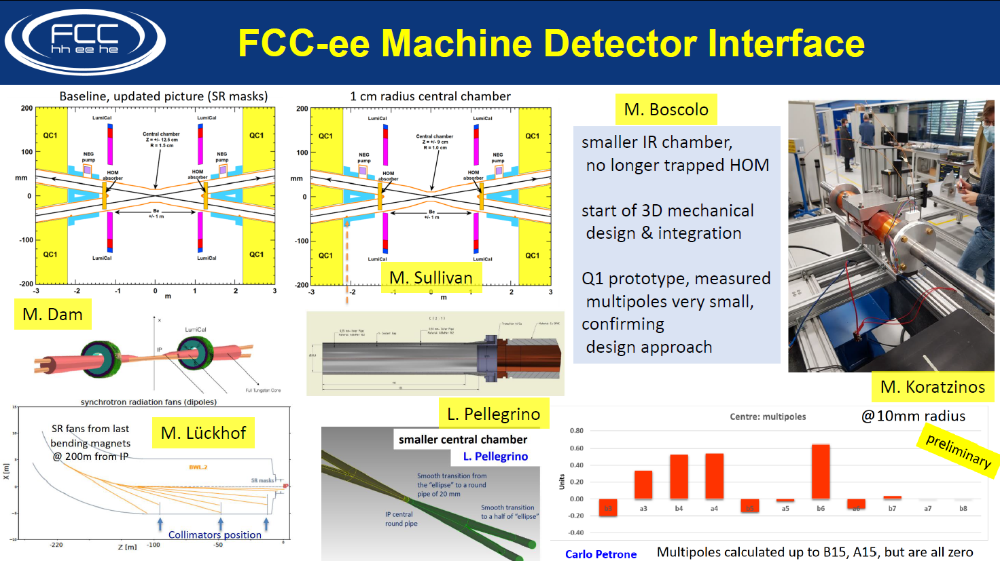 FCC
hh ee he
FCC-ee Machine Detector Interface
Baseline, updated picture (SR masks)
200
100
mm
0
-100
-200
-3
-2
-1
0
1
2
3
m
QC1
QC1
QC1
QC1
LumiCal
LumiCal
LumiCal
LumiCal
Central chamber
Z = +/- 12.5 cm
R = 1.5 cm
NEG
pump
NEG
pump
HOM
absorber
HOM
absorber
Be
+/- 1 m
1 cm radius central chamber
200
100
mm
0
-100
-200
-3
-2
-1
0
1
2
3
m
QC1
QC1
QC1
QC1
LumiCal
LumiCal
LumiCal
LumiCal
Central chamber
Z = +/- 9 cm
R = 1.0 cm
NEG
pump
NEG
pump
HOM
absorber
HOM
absorber
Be
+/- 1 m
M. Sullivan
M. Boscolo
smaller IR chamber,
no longer trapped HOM
start of 3D mechanical
design & integration
Q1 prototype, measured
multipoles very small,
confirming
design approach
M. Koratzinos
M. Dam
x
LumiCal
IP
Full Tungsten Cone
C ( 2 : 1 )
L. Pellegrino
synchrotron radiation fans (dipoles)
SR fans from last
bending magnets
@ 200m from IP
M. Lückhof
BWL.2
SR masks
IP
X [m]
15
10
5
0
-5
-10
-220
Z [m]
-100
-50
0
Collimators position
smaller central chamber
L. Pellegrino
Smooth transition from
the “ellipse” to a round
pipe of 20 mm
Smooth transition
to a half of “ellipse”
IP central
round pipe
Centre: multipoles
@10mm radius
preliminary
Units
0.80
0.60
0.40
0.20
0.00
-0.20
-0.40
b3
a3
b4
a4
b5
a5
b6
a6
b7
a7
b8
Carlo Petrone
Multipoles calculated up to B15, A15, but are all zero